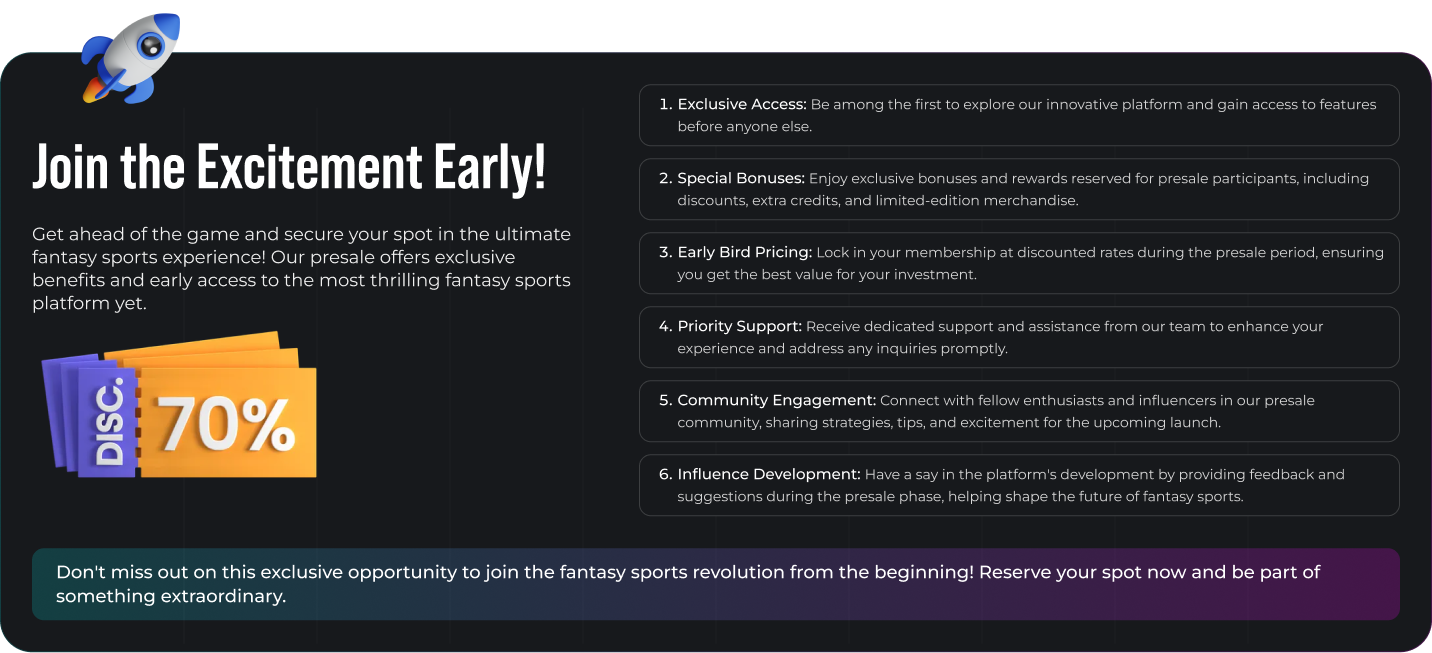 Join the Excitement Early!
Get ahead of the game and secure your spot in the ultimate
fantasy sports experience! Our presale offers exclusive
benefits and early access to the most thrilling fantasy sports
platform yet.
DISC.
70%
1. Exclusive Access: Be among the first to explore our innovative platform and gain access to features
before anyone else.
2. Special Bonuses: Enjoy exclusive bonuses and rewards reserved for presale participants, including
discounts, extra credits, and limited-edition merchandise.
3. Early Bird Pricing: Lock in your membership at discounted rates during the presale period, ensuring
you get the best value for your investment.
4. Priority Support: Receive dedicated support and assistance from our team to enhance your
experience and address any inquiries promptly.
5. Community Engagement: Connect with fellow enthusiasts and influencers in our presale
community, sharing strategies, tips, and excitement for the upcoming launch.
6. Influence Development: Have a say in the platform's development by providing feedback and
suggestions during the presale phase, helping shape the future of fantasy sports.
Don't miss out on this exclusive opportunity to join the fantasy sports revolution from the beginning! Reserve your spot now and be part of
something extraordinary.